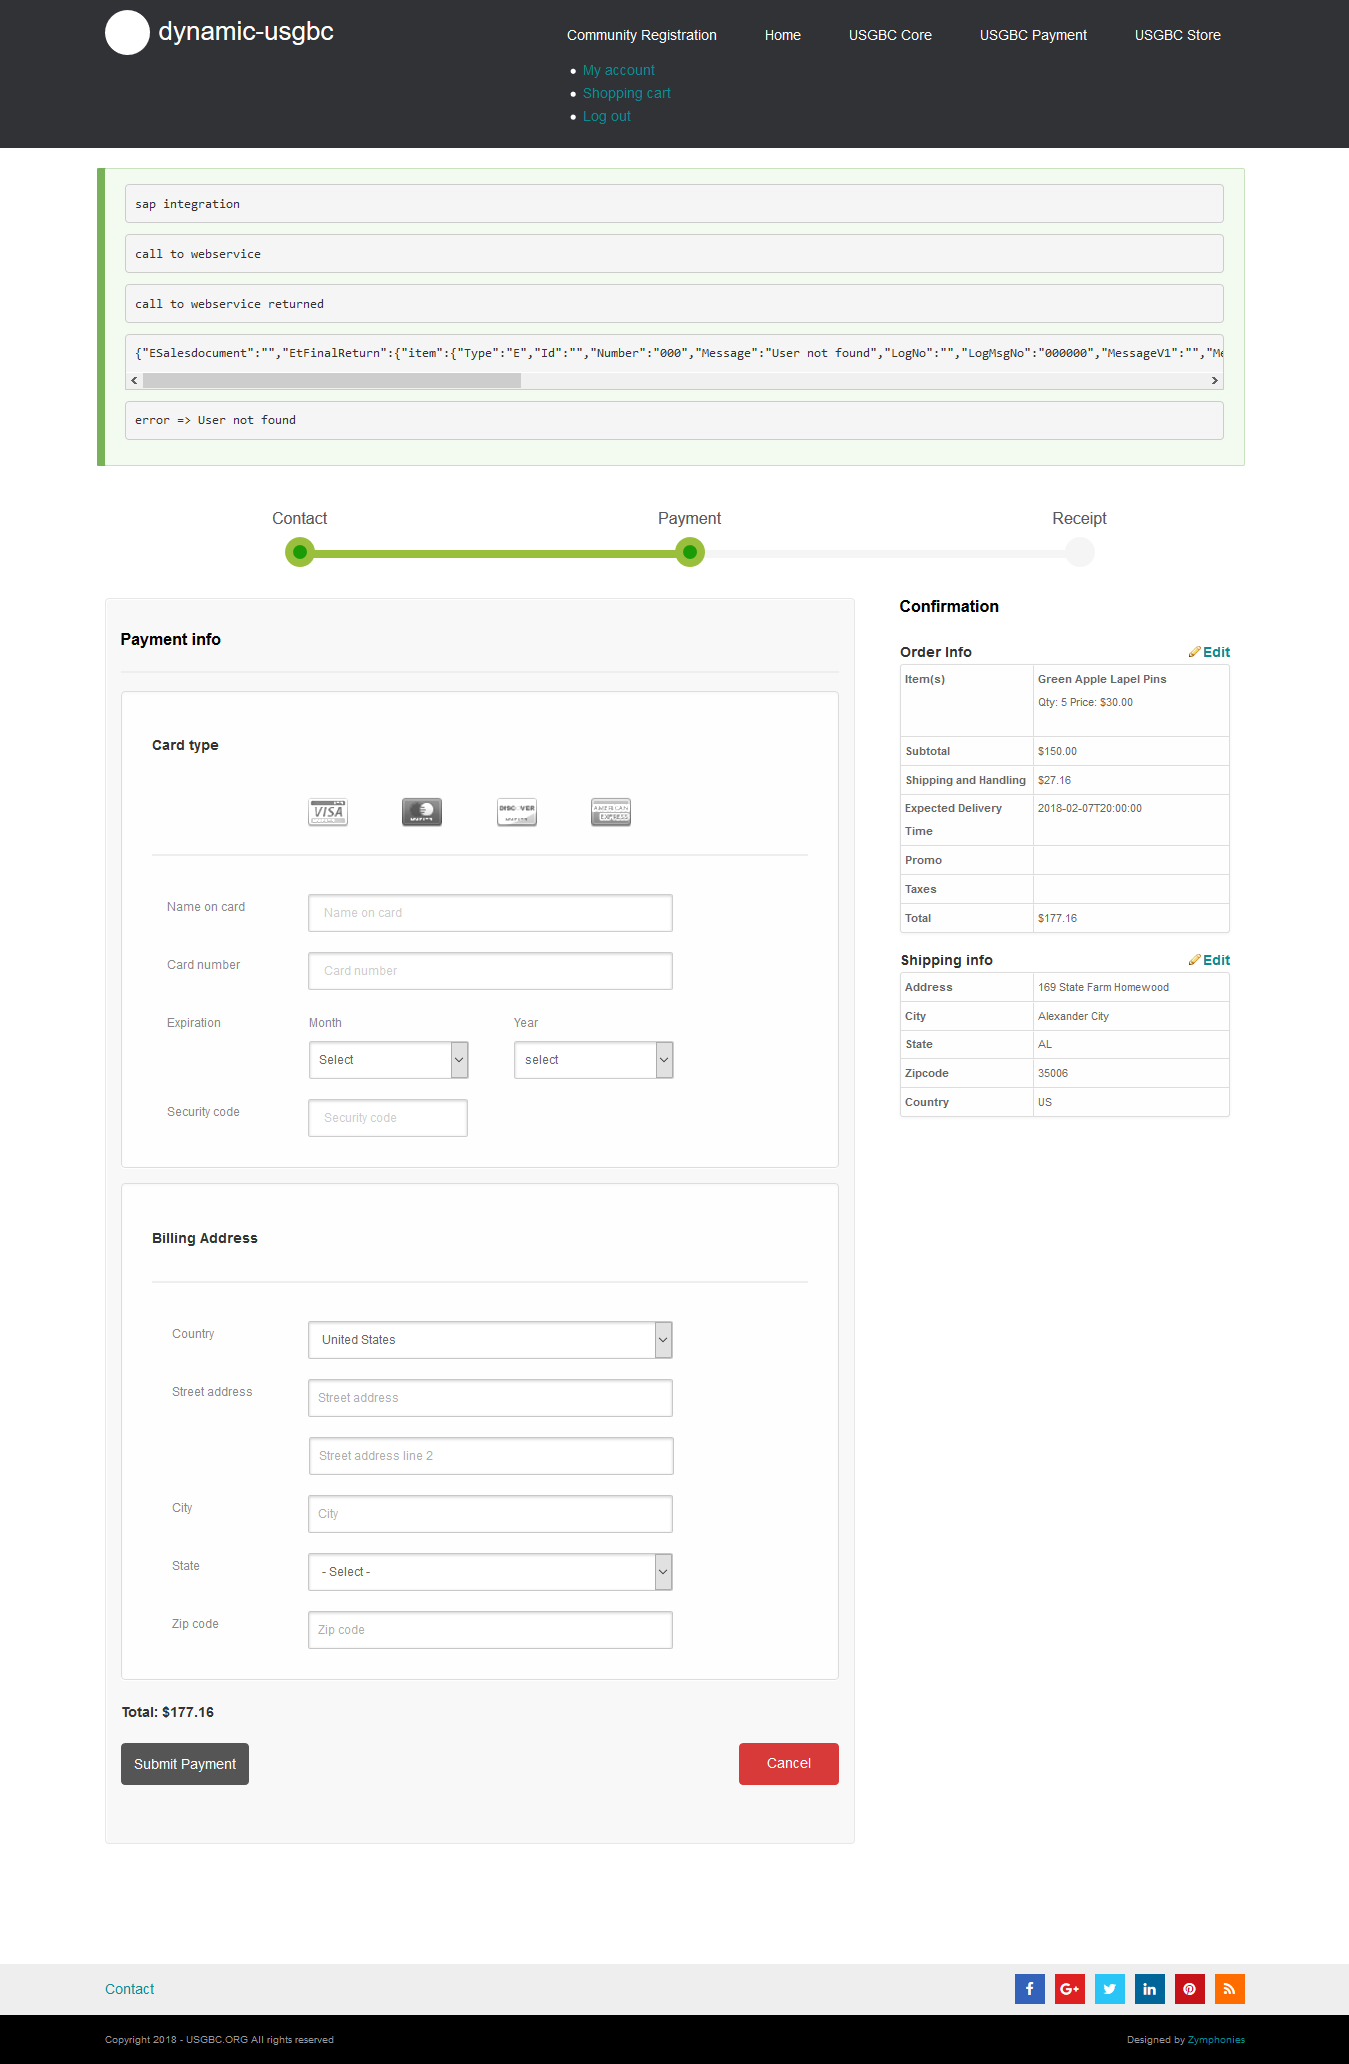 dynamic-usgbc
Community Registration Home USGBC Core USGBC Payment USGBC Store
My account
Shopping cart
Log out
sap integration
call to webservice
call to webservice returned
{"ESalesdocument":"","EtFinalReturn":{"item":{"Type":"E","Id":"","Number":"000","Message":"User not found","LogNo":"","LogMsgNo":"000000","MessageV1":"","Me
error => User not found
Contact Payment Receipt
Payment info
Card type
VISA DISCOVER AMERICAN EXPRESS
Name on card Name on card
Card number Card number
Expiration Month Year
Select select
Security code Security code
Billing Address
Country United States
Street address Street address
Street address line 2
City City
State - Select -
Zip code Zip code
Total: $177.16
Submit Payment Cancel
Confirmation
Order Info Edit
Item(s) Green Apple Lapel Pins
Qty: 5 Price: $30.00
Subtotal $150.00
Shipping and Handling $27.16
Expected Delivery 2018-02-07T20:00:00
Time
Promo
Taxes
Total $177.16
Shipping info Edit
Address 169 State Farm Homewood
City Alexander City
State AL
Zipcode 35006
Country US
Contact
f G+ in
Copyright 2018 - USGBC.ORG All rights reserved Designed by Zymphonies